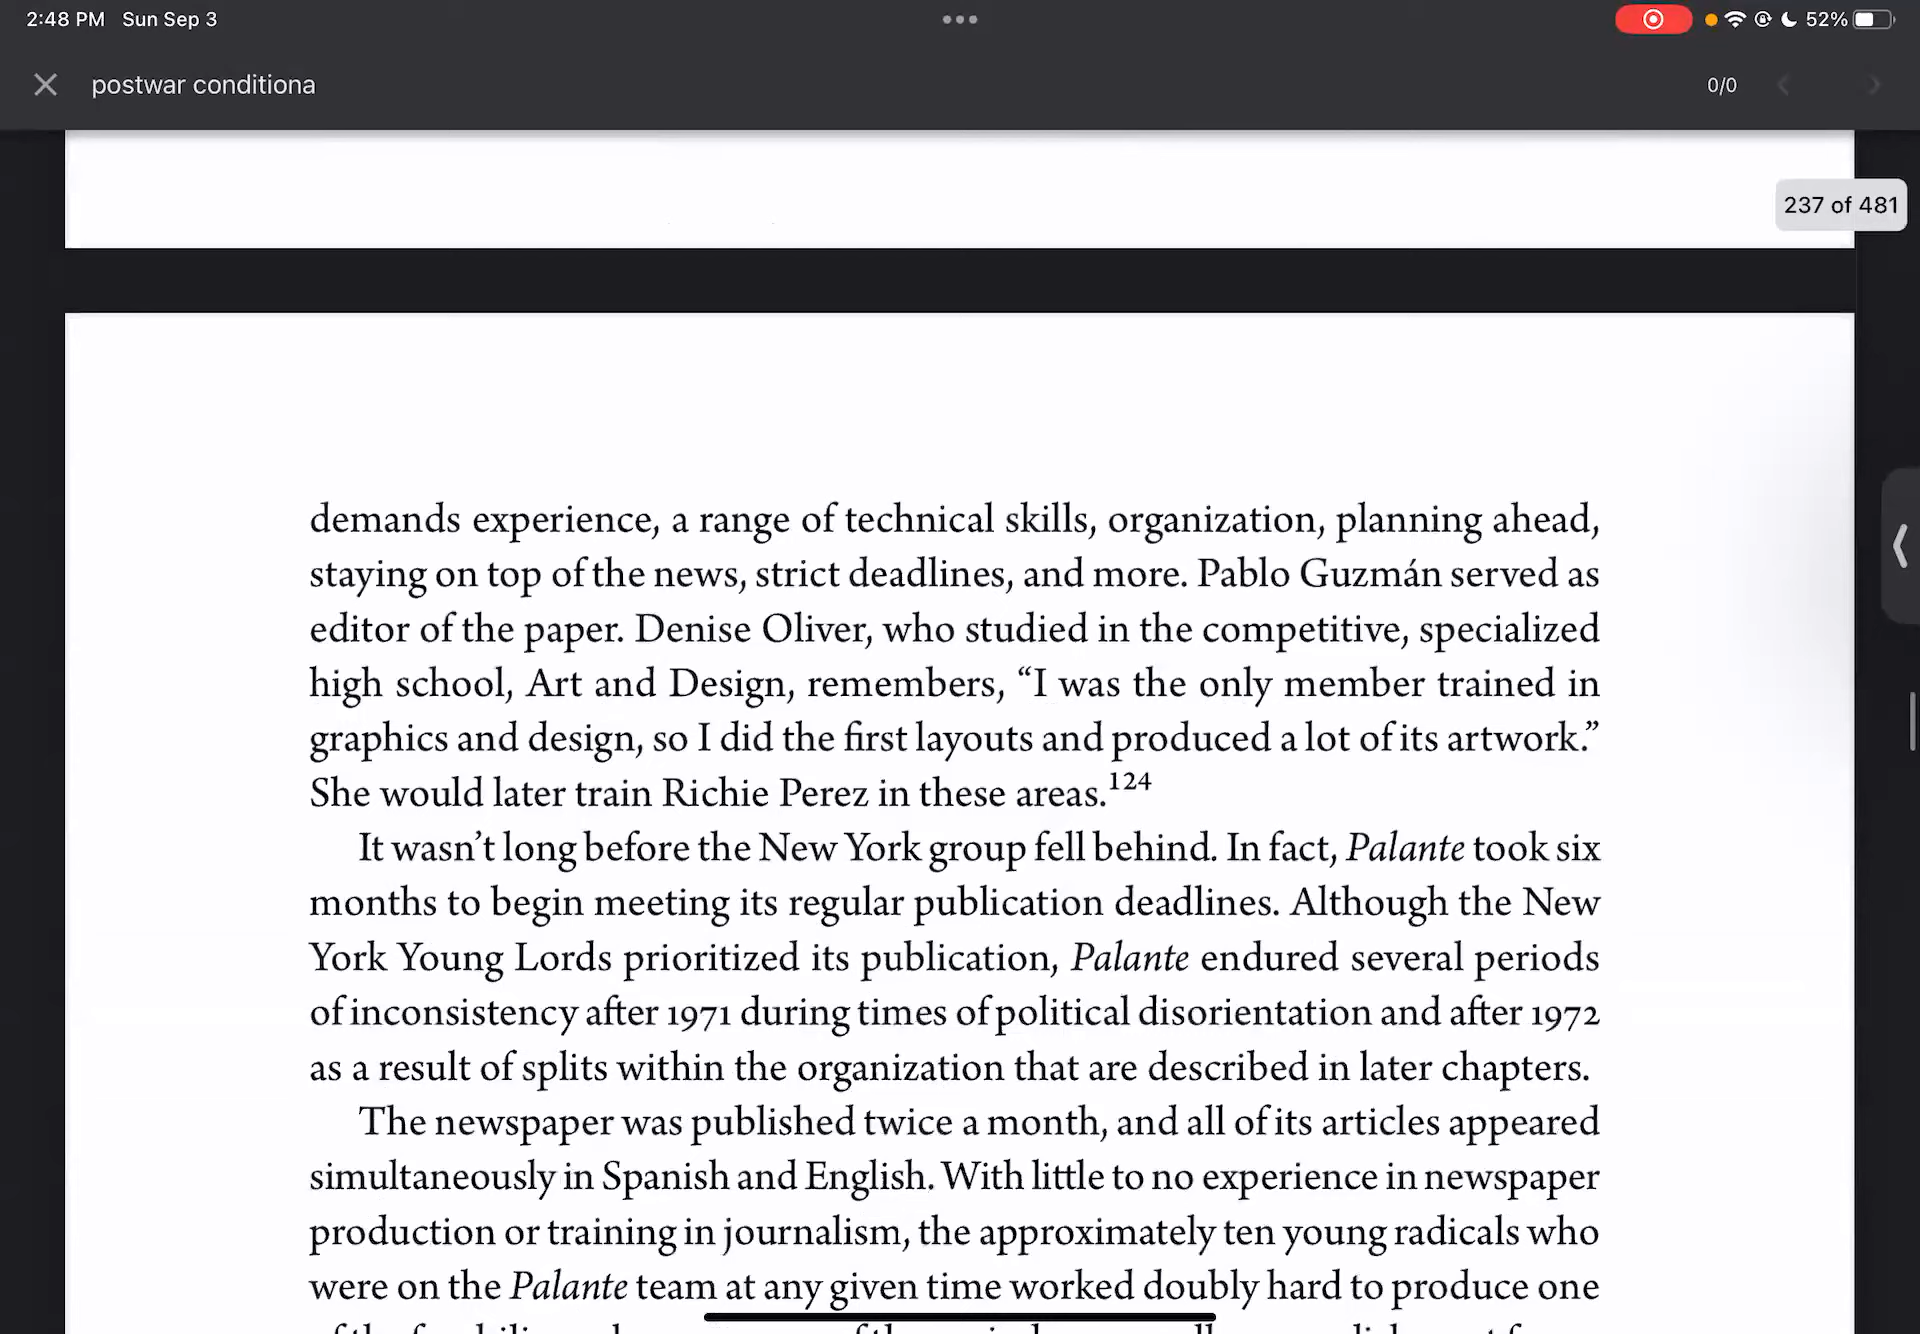 2:48 PM Sun Sep 3
52%
postwar conditiona
0/0
237 of 481
demands experience, a range of technical skills, organization, planning ahead,
staying on top of the news, strict deadlines, and more. Pablo Guzmán served as
editor of the paper. Denise Oliver, who studied in the competitive, specialized
high school, Art and Design, remembers, “I was the only member trained in
graphics and design, so I did the first layouts and produced a lot of its artwork.”
She would later train Richie Perez in these areas.124
It wasn’t long before the New York group fell behind. In fact, Palante took six
months to begin meeting its regular publication deadlines. Although the New
York Young Lords prioritized its publication, Palante endured several periods
of inconsistency after 1971 during times of political disorientation and after 1972
as a result of splits within the organization that are described in later chapters.
The newspaper was published twice a month, and all of its articles appeared
simultaneously in Spanish and English. With little to no experience in newspaper
production or training in journalism, the approximately ten young radicals who
were on the Palante team at any given time worked doubly hard to produce one